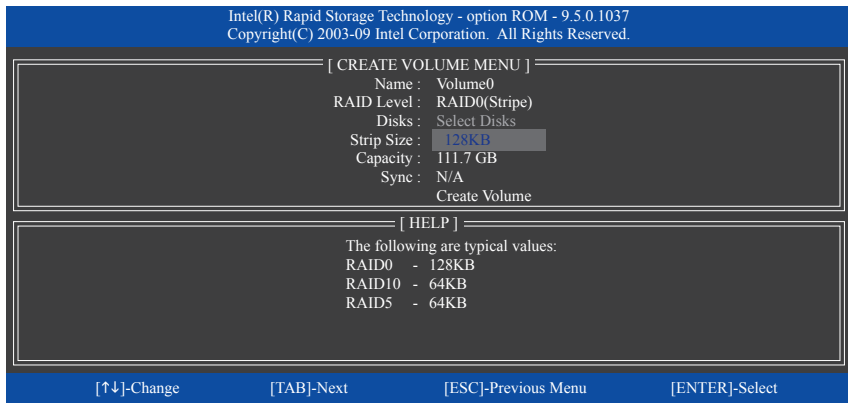 Intel(R) Rapid Storage Technology - option ROM - 9.5.0.1037
Copyright(C) 2003-09 Intel Corporation. All Rights Reserved.
[ CREATE VOLUME MENU ]
Name : Volume0
RAID Level : RAID0(Stripe)
Disks : Select Disks
Strip Size : 128KB
Capacity : 111.7 GB
Sync : N/A
Create Volume
[ HELP ]
The following are typical values:
RAID0 - 128KB
RAID10 - 64KB
RAID5 - 64KB
[↑↓]-Change [TAB]-Next [ESC]-Previous Menu [ENTER]-Select